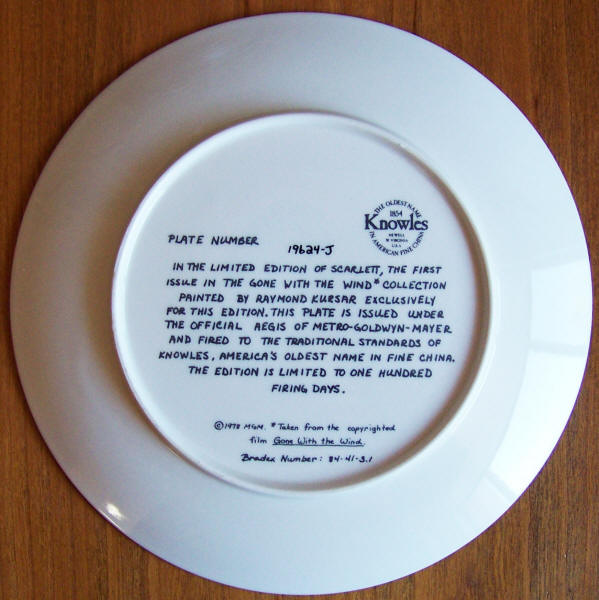 THE OLDEST NAME
1854
Knowles
NEWELL
W. VIRGINIA
U.S.A.
IN AMERICAN FINE CHINA
PLATE NUMBER 19624-J
IN THE LIMITED EDITION OF SCARLETT, THE FIRST
ISSUE IN THE GONE WITH THE WIND* COLLECTION
PAINTED BY RAYMOND KURSAR EXCLUSIVELY
FOR THIS EDITION. THIS PLATE IS ISSUED UNDER
THE OFFICIAL AEGIS OF METRO-GOLDWYN-MAYER
AND FIRED TO THE TRADITIONAL STANDARDS OF
KNOWLES, AMERICA'S OLDEST NAME IN FINE CHINA.
THE EDITION IS LIMITED TO ONE HUNDRED
FIRING DAYS.
©1978 MGM. *Taken from the copyrighted
film Gone With the Wind.
Bradex Number: 84-41-3.1